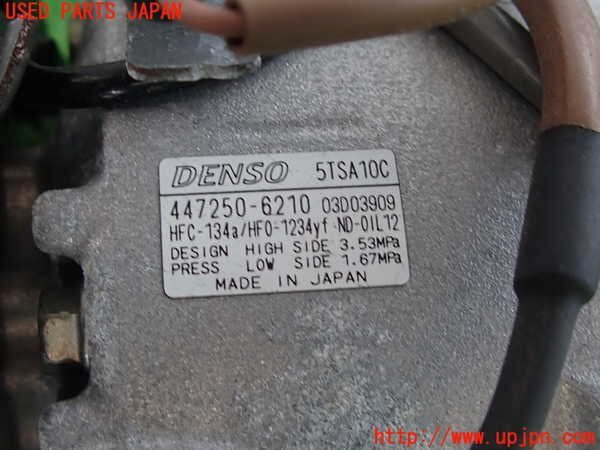 USED PARTS JAPAN
DENSO 5TSA10C
447250-6210 03D03909
HFC-134a/HFO-1234yf ND-OIL12
DESIGN HIGH SIDE 3.53MPa
PRESS LOW SIDE 1.67MPa
MADE IN JAPAN
http://www.upjpn.com/